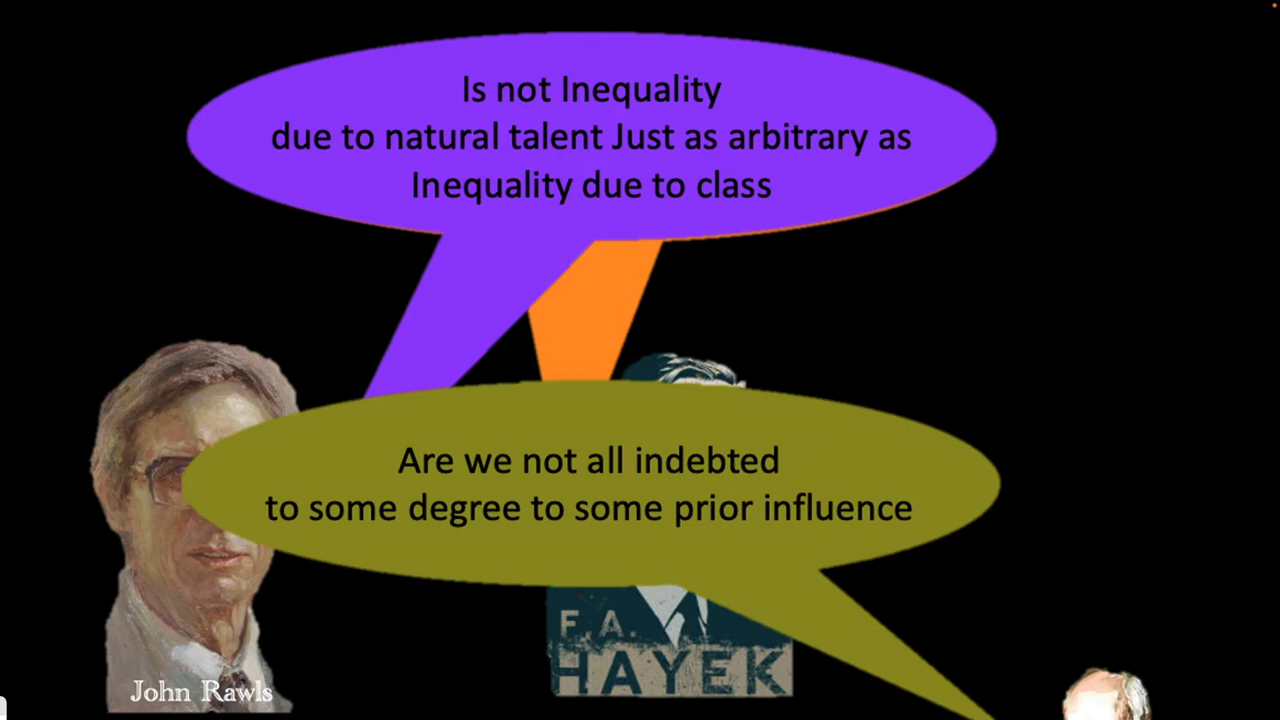 Is not Inequality
due to natural talent Just as arbitrary as
Inequality due to class
Are we not all indebted
to some degree to some prior influence
F.A.
HAYEK
John Rawls